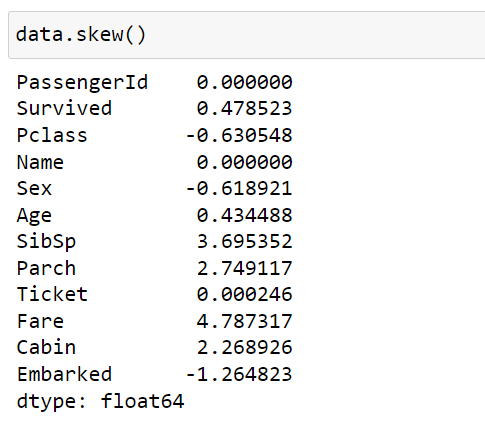 data.skew()
PassengerId    0.000000
Survived       0.478523
Pclass        -0.630548
Name           0.000000
Sex           -0.618921
Age            0.434488
SibSp          3.695352
Parch          2.749117
Ticket         0.000246
Fare           4.787317
Cabin          2.268926
Embarked      -1.264823
dtype: float64